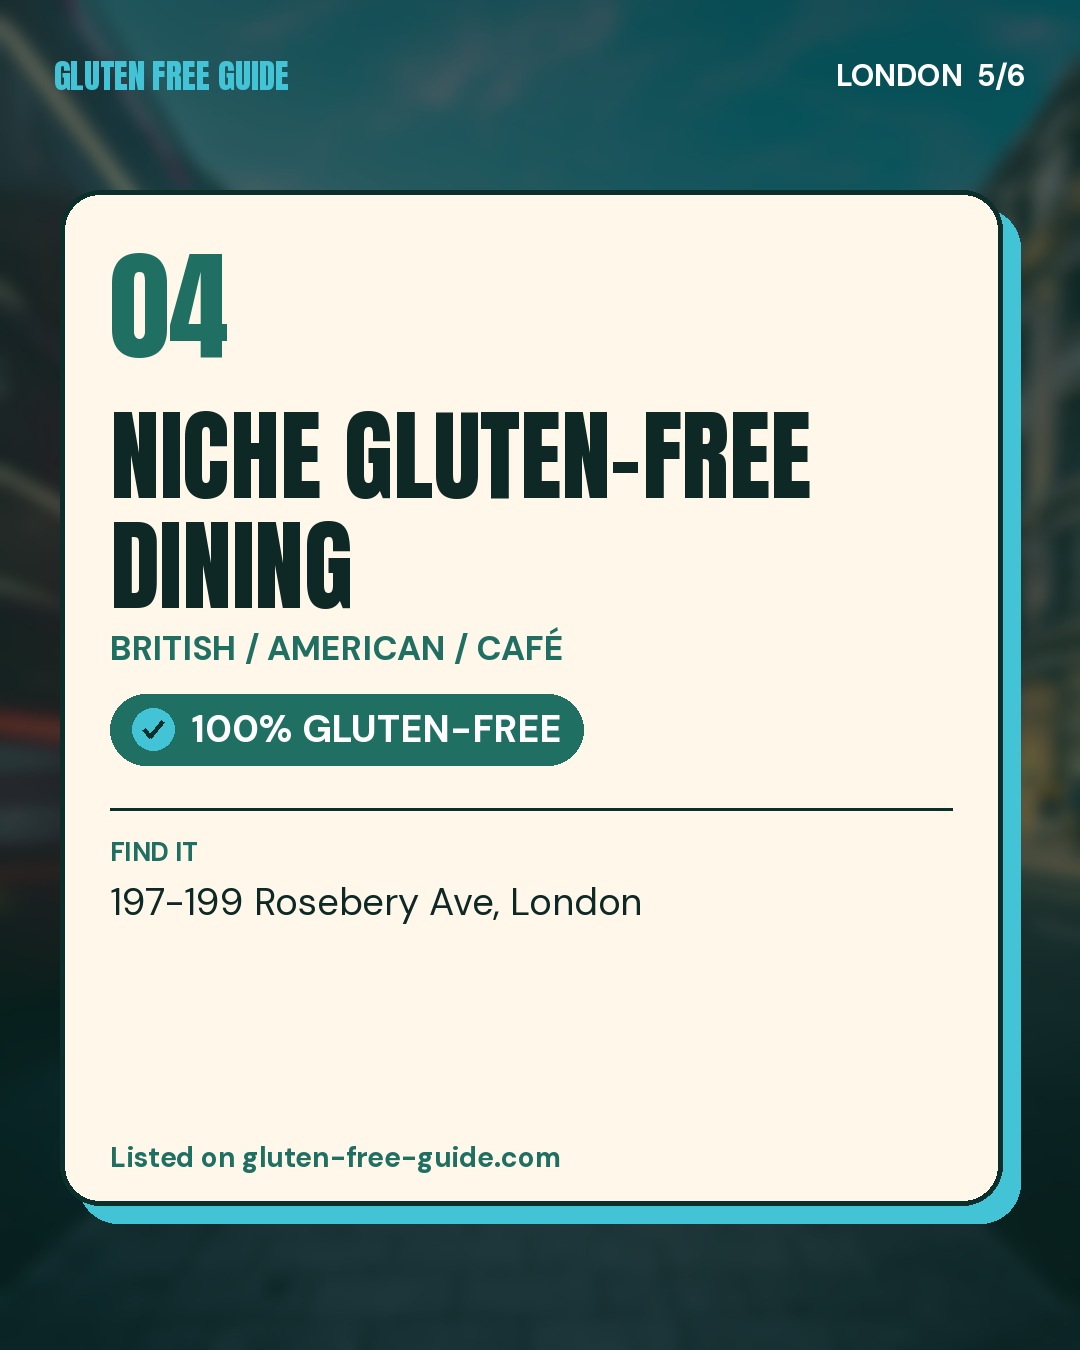 GLUTEN FREE GUIDE
LONDON 5/6
04
NICHE GLUTEN-FREE
DINING
BRITISH / AMERICAN / CAFÉ
100% GLUTEN-FREE
FIND IT
197-199 Rosebery Ave, London
Listed on gluten-free-guide.com